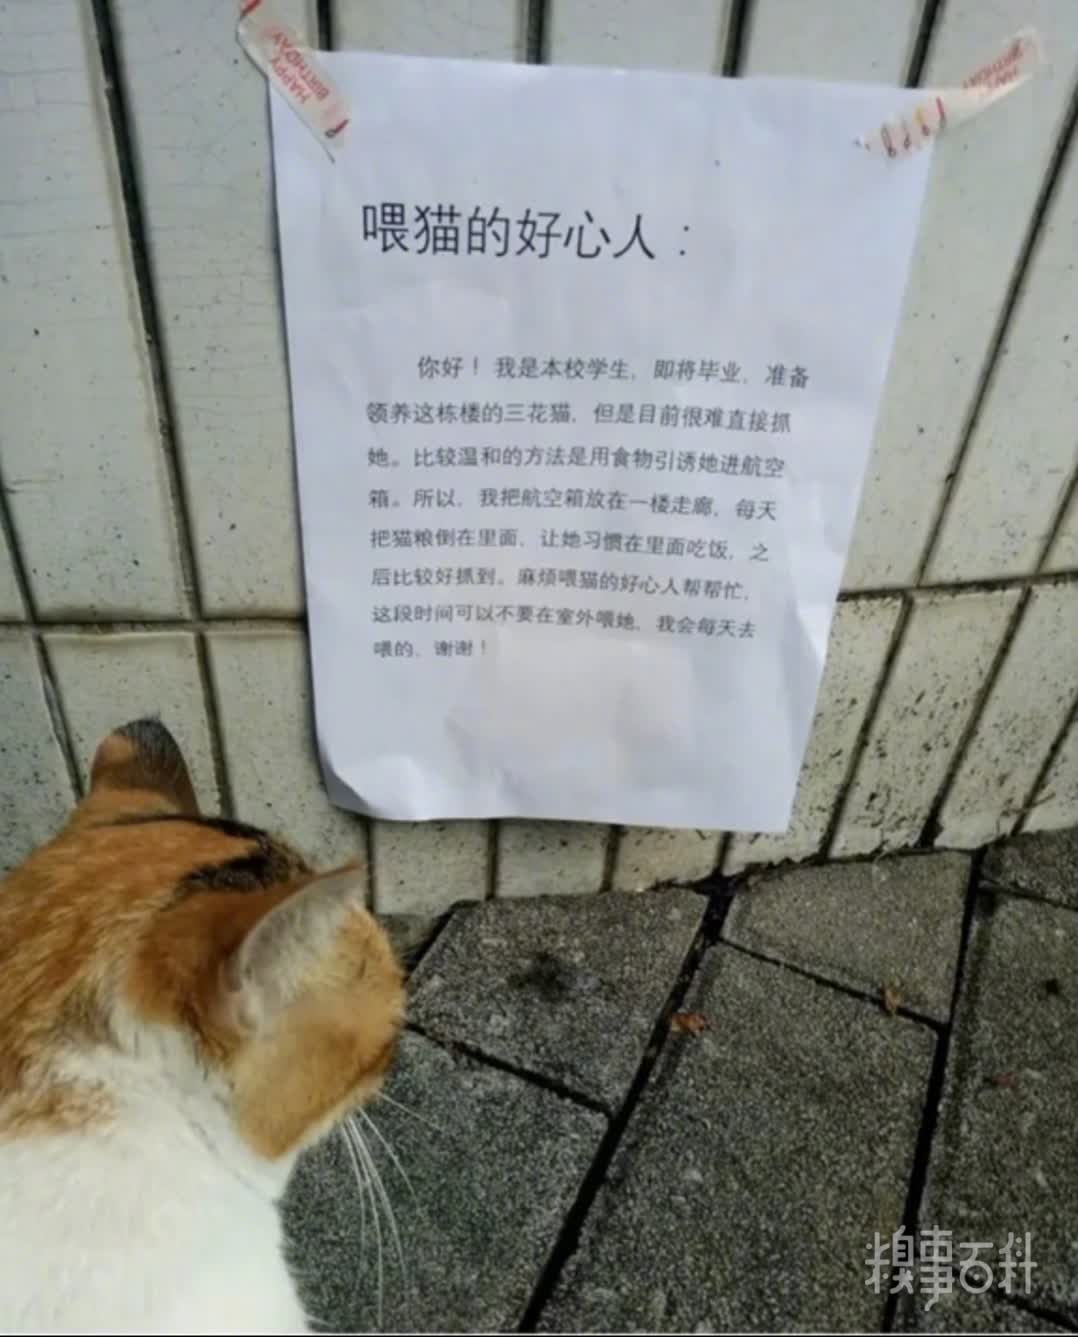 HAPPY
BIRTHDAY
BIRTHDAY
喂猫的好心人：
你好！我是本校学生，即将毕业，准备
领养这栋楼的三花猫，但是目前很难直接抓
她。比较温和的方法是用食物引诱她进航空
箱。所以，我把航空箱放在一楼走廊，每天
把猫粮倒在里面，让她习惯在里面吃饭，之
后比较好抓到。麻烦喂猫的好心人帮帮忙，
这段时间可以不要在室外喂她，我会每天去
喂的，谢谢！
糗事百科